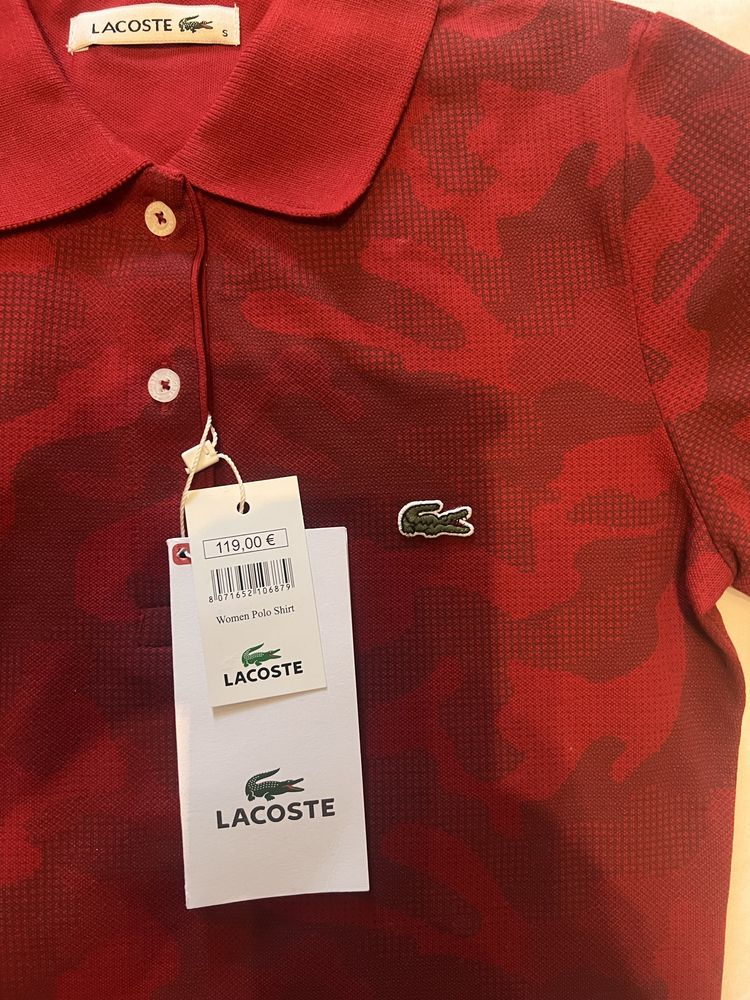 LACOSTE
S
119,00 €
8 071652 106879
Women Polo Shirt
LACOSTE
LACOSTE